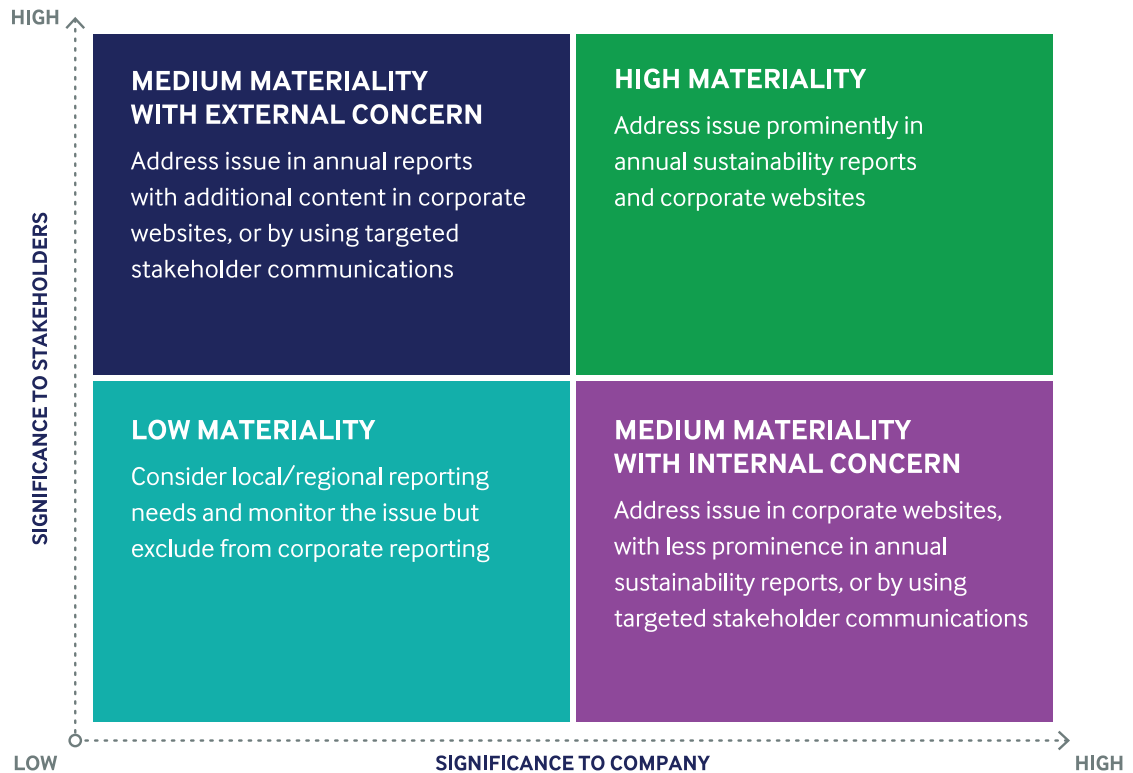 HIGH
MEDIUM MATERIALITY
WITH EXTERNAL CONCERN
Address issue in annual reports
with additional content in corporate
websites, or by using targeted
stakeholder communications
HIGH MATERIALITY
Address issue prominently in
annual sustainability reports
and corporate websites
SIGNIFICANCE TO STAKEHOLDERS
LOW MATERIALITY
Consider local/regional reporting
needs and monitor the issue but
exclude from corporate reporting
MEDIUM MATERIALITY
WITH INTERNAL CONCERN
Address issue in corporate websites,
with less prominence in annual
sustainability reports, or by using
targeted stakeholder communications
LOW
SIGNIFICANCE TO COMPANY
HIGH